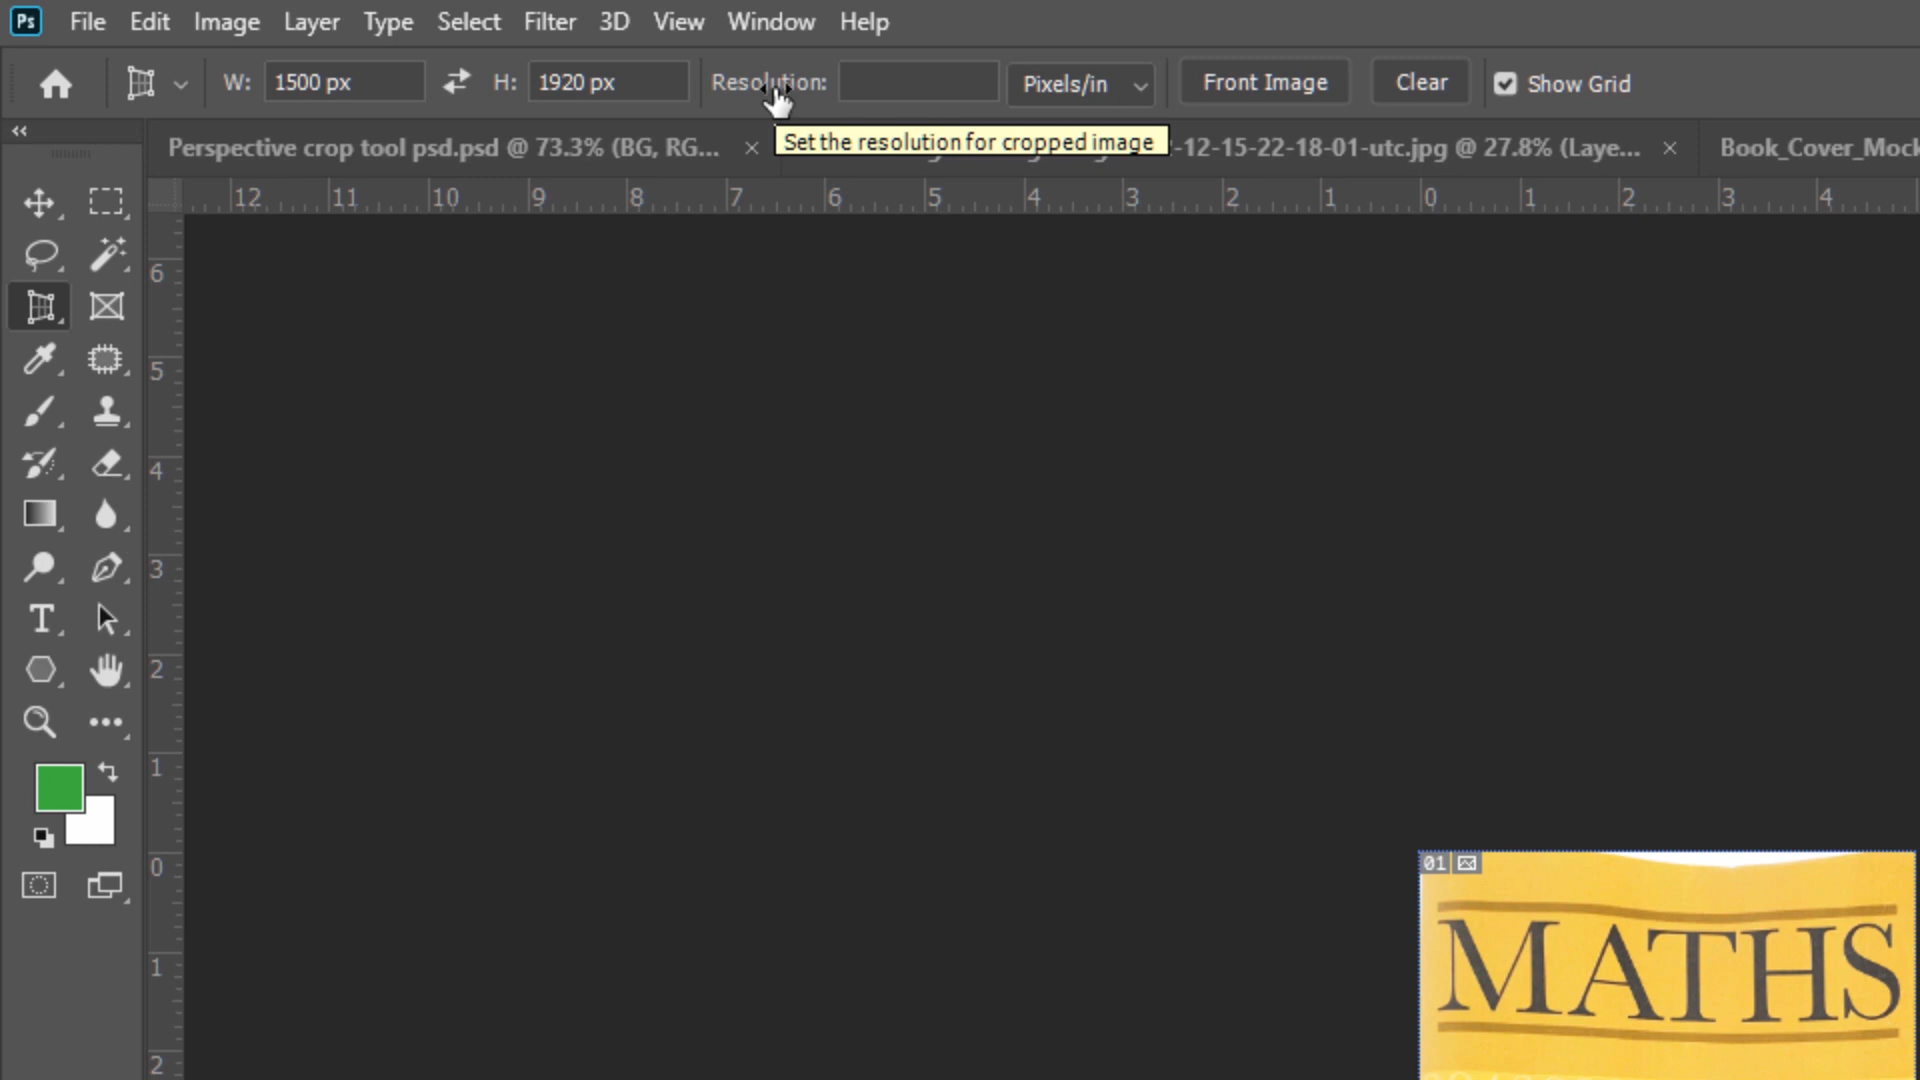 Ps File Edit Image Layer Type Select Filter 3D View Window Help
W: 1500 px H: 1920 px Resolution: Pixels/in Front Image Clear Show Grid
Perspective crop tool psd.psd @ 73.3% (BG, RG... × -12-15-22-18-01-utc.jpg @ 27.8% (Laye... × Book_Cover_Mock
Set the resolution for cropped image
12 11 10 9 8 7 6 5 4 3 2 1 0 1 2 3 4
6
5
4
3
2
1
0
1
2
01
MATHS